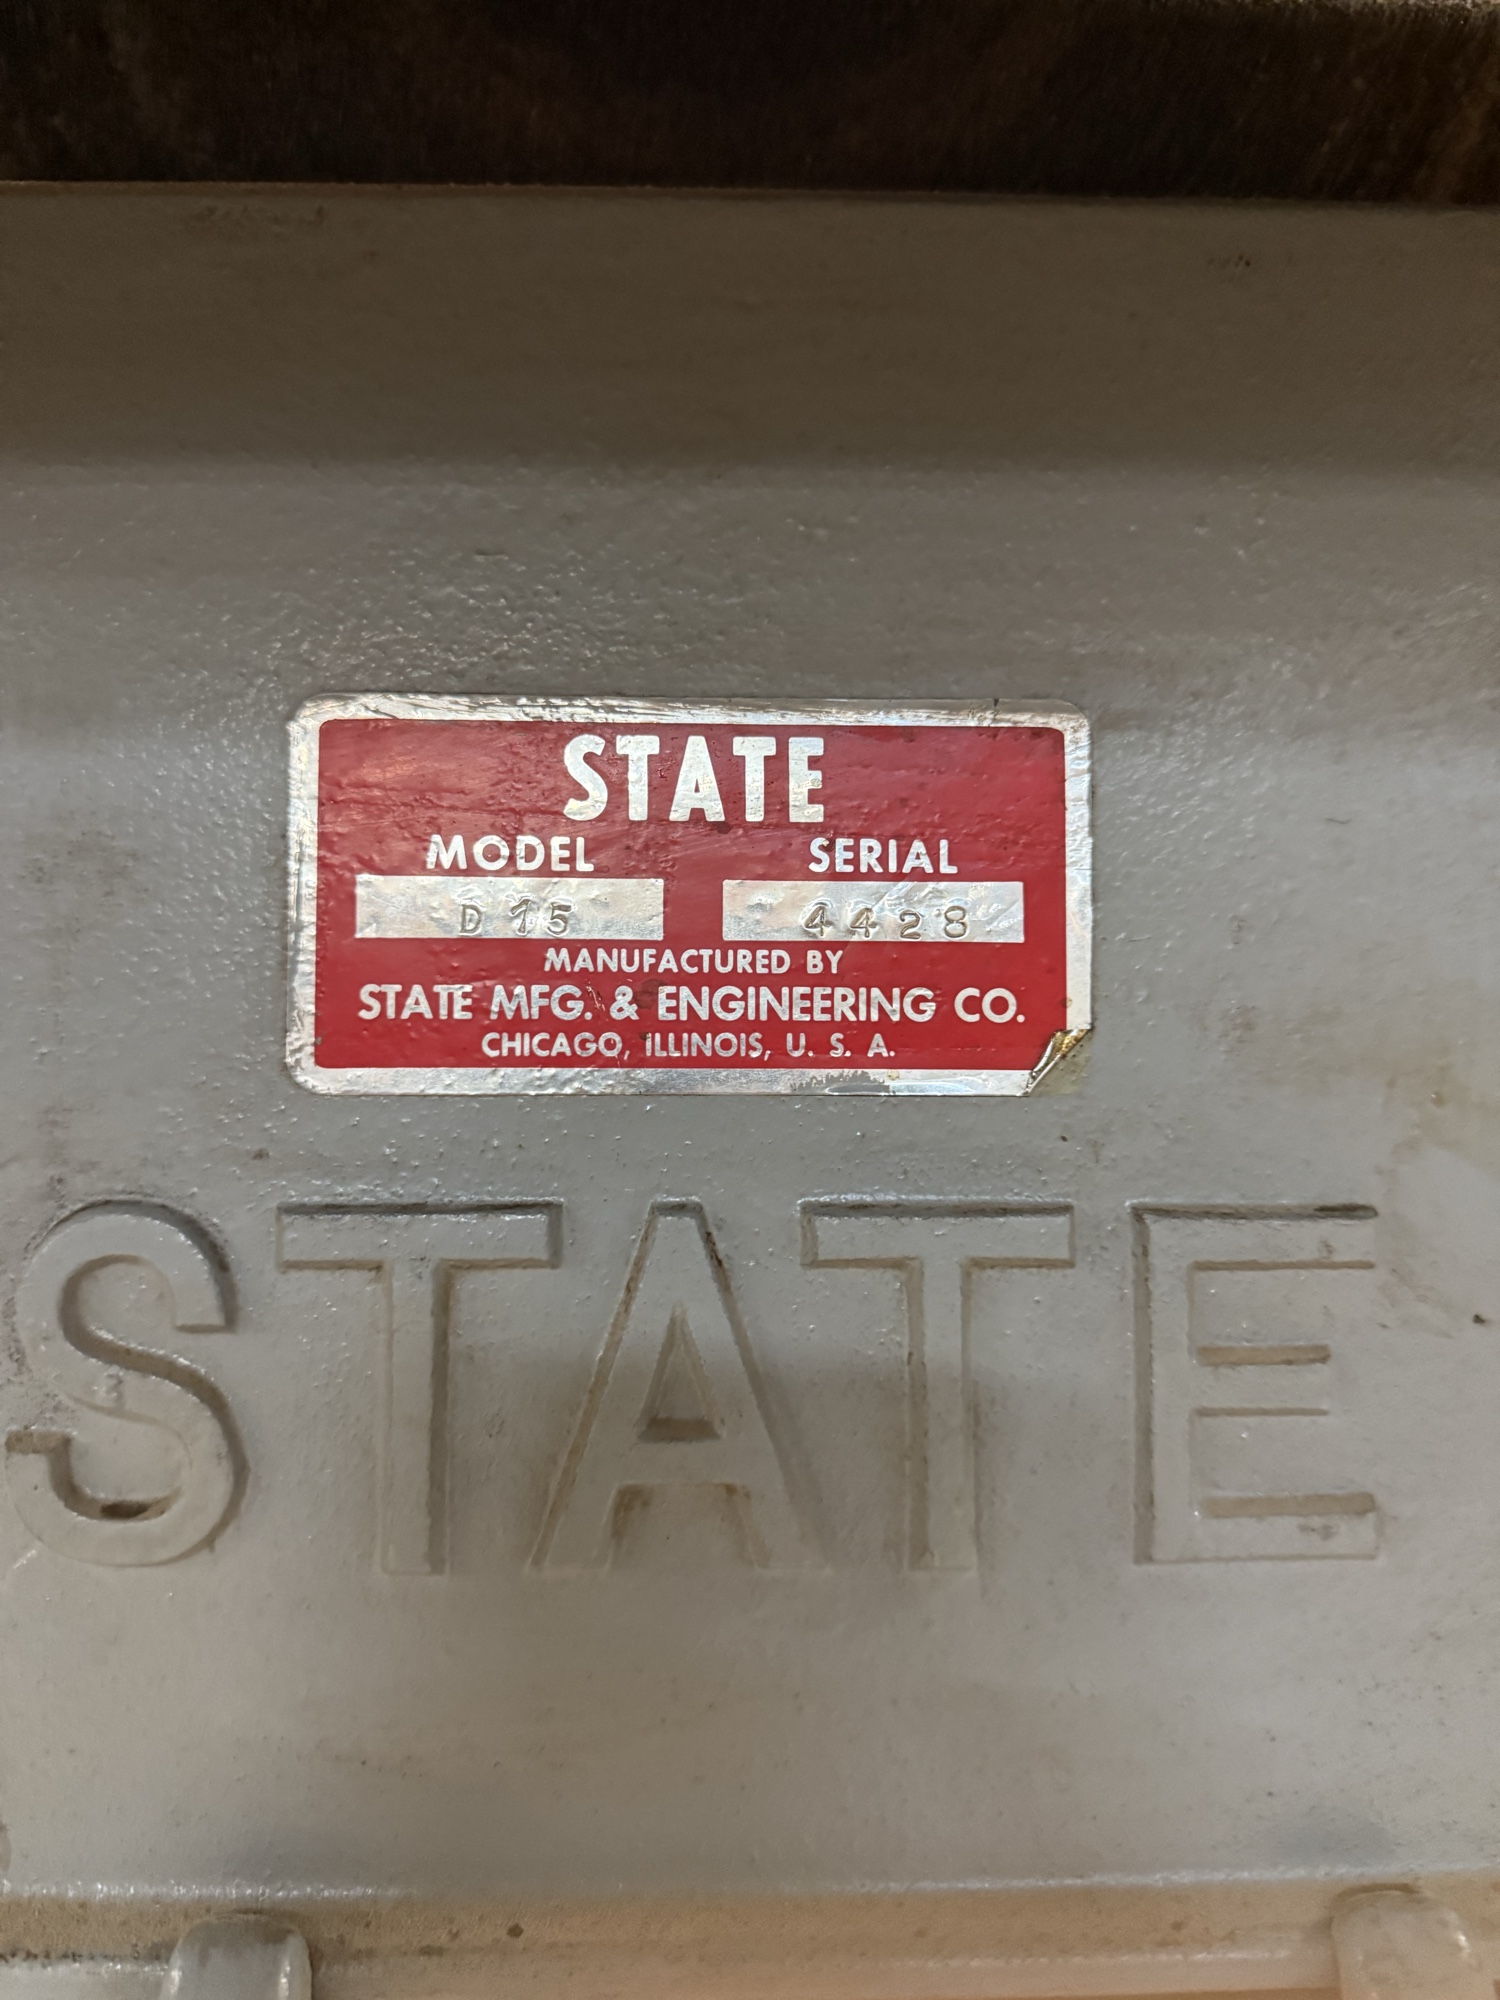 STATE
MODEL SERIAL
D 15 4428
MANUFACTURED BY
STATE MFG. & ENGINEERING CO.
CHICAGO, ILLINOIS, U. S. A.
STATE